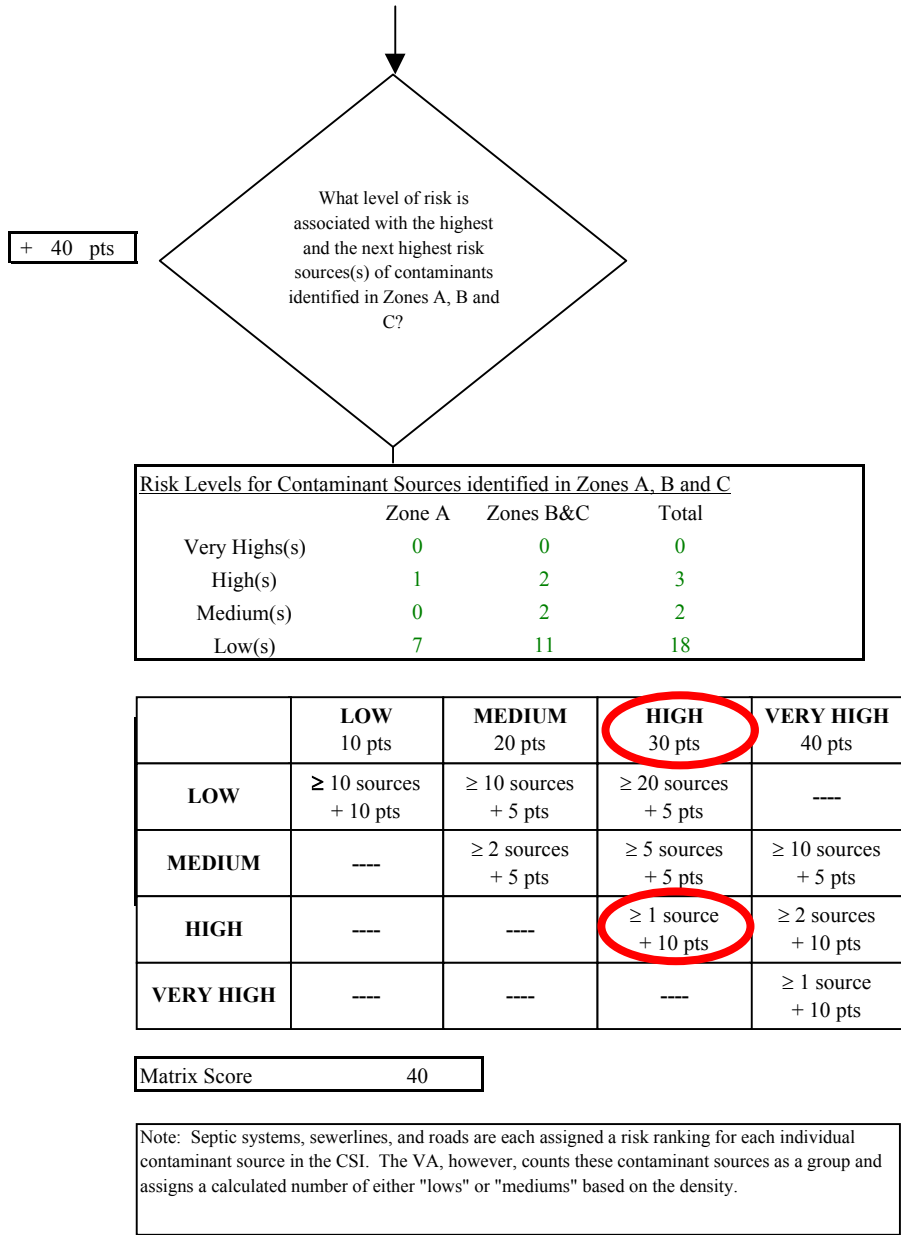 What level of risk is
associated with the highest
and the next highest risk
sources(s) of contaminants
identified in Zones A, B and
C?
+ 40 pts
Risk Levels for Contaminant Sources identified in Zones A, B and C
Zone A Zones B&C Total
Very Highs(s) 0 0 0
High(s) 1 2 3
Medium(s) 0 2 2
Low(s) 7 11 18
LOW MEDIUM HIGH VERY HIGH
10 pts 20 pts 30 pts 40 pts
LOW ≥ 10 sources ≥ 10 sources ≥ 20 sources ----
+ 10 pts + 5 pts + 5 pts
MEDIUM ---- ≥ 2 sources ≥ 5 sources ≥ 10 sources
+ 5 pts + 5 pts + 5 pts
HIGH ---- ---- ≥ 1 source ≥ 2 sources
+ 10 pts + 10 pts
VERY HIGH ---- ---- ---- ≥ 1 source
+ 10 pts
Matrix Score 40
Note: Septic systems, sewerlines, and roads are each assigned a risk ranking for each individual
contaminant source in the CSI. The VA, however, counts these contaminant sources as a group and
assigns a calculated number of either "lows" or "mediums" based on the density.